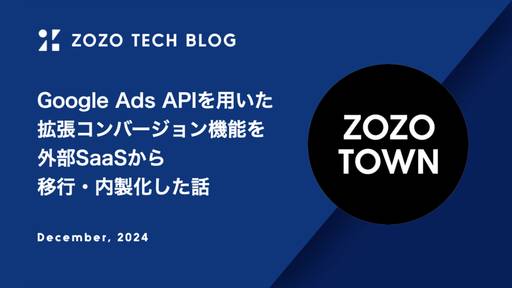 ZOZO TECH BLOG
Google Ads APIを用いた
拡張コンバージョン機能を
外部SaaSから
移行・内製化した話
December, 2024
ZOZO
TOWN